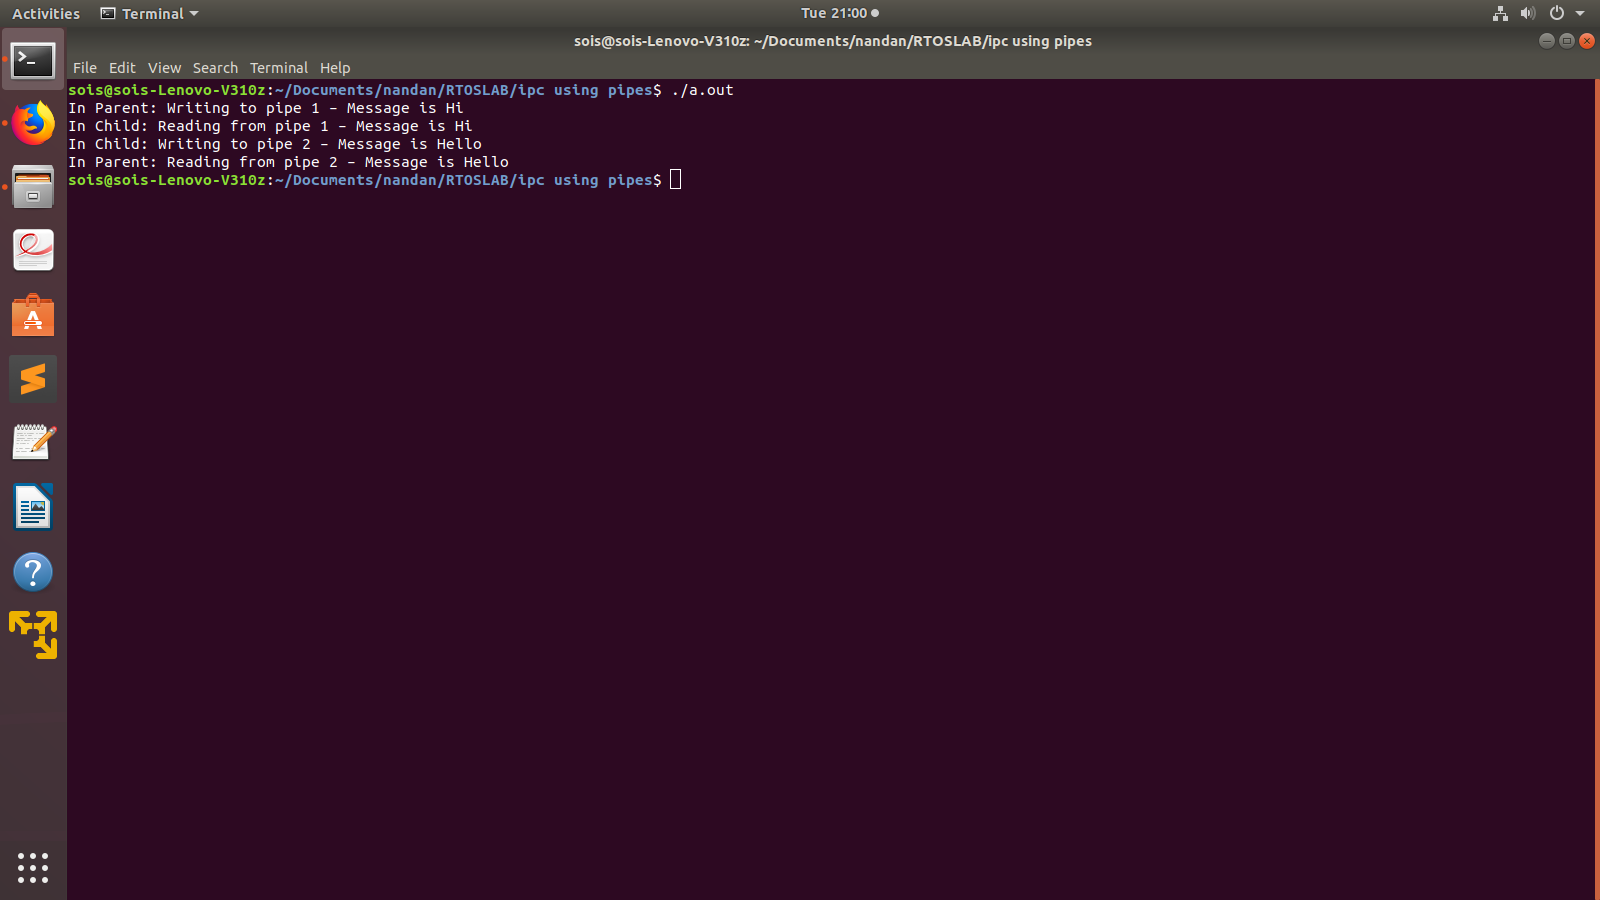 Activities Terminal Tue 21:00
sois@sois-Lenovo-V310z: ~/Documents/nandan/RTOSLAB/ipc using pipes
File Edit View Search Terminal Help
sois@sois-Lenovo-V310z:~/Documents/nandan/RTOSLAB/ipc using pipes$ ./a.out
In Parent: Writing to pipe 1 – Message is Hi
In Child: Reading from pipe 1 – Message is Hi
In Child: Writing to pipe 2 – Message is Hello
In Parent: Reading from pipe 2 – Message is Hello
sois@sois-Lenovo-V310z:~/Documents/nandan/RTOSLAB/ipc using pipes$